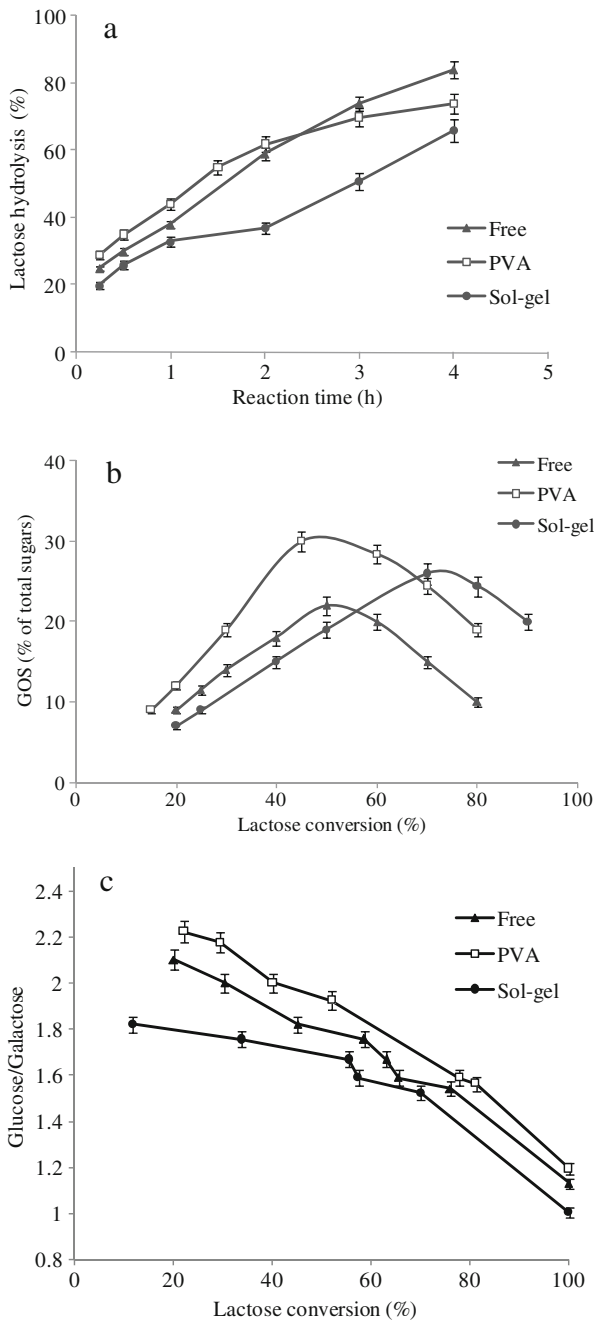 a
Lactose hydrolysis (%)
100
80
60
40
20
0
0 1 2 3 4 5
Reaction time (h)
Free
PVA
Sol-gel
b
GOS (% of total sugars)
40
30
20
10
0
0 20 40 60 80 100
Lactose conversion (%)
Free
PVA
Sol-gel
c
Glucose/Galactose
2.4
2.2
2
1.8
1.6
1.4
1.2
1
0.8
0 20 40 60 80 100
Lactose conversion (%)
Free
PVA
Sol-gel